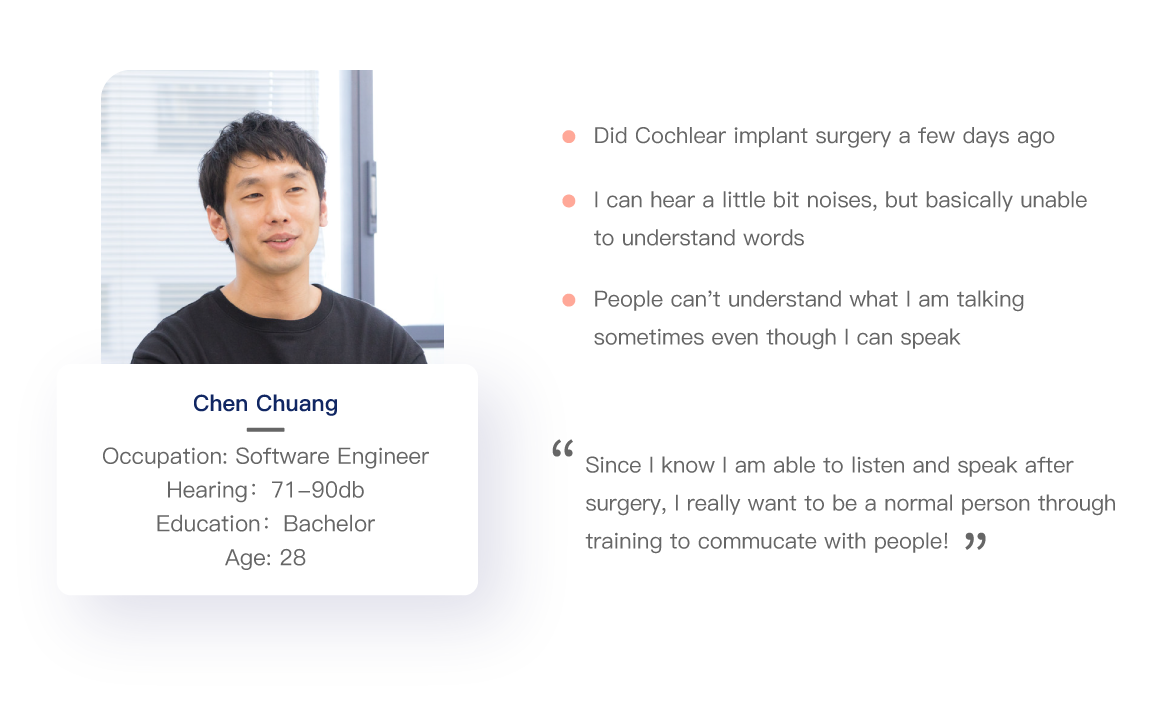 Did Cochlear implant surgery a few days ago
I can hear a little bit noises, but basically unable
to understand words
People can’t understand what I am talking
sometimes even though I can speak
Chen Chuang
Occupation: Software Engineer
Hearing：71–90db
Education：Bachelor
Age: 28
“ Since I know I am able to listen and speak after
surgery, I really want to be a normal person through
training to commucate with people! ”